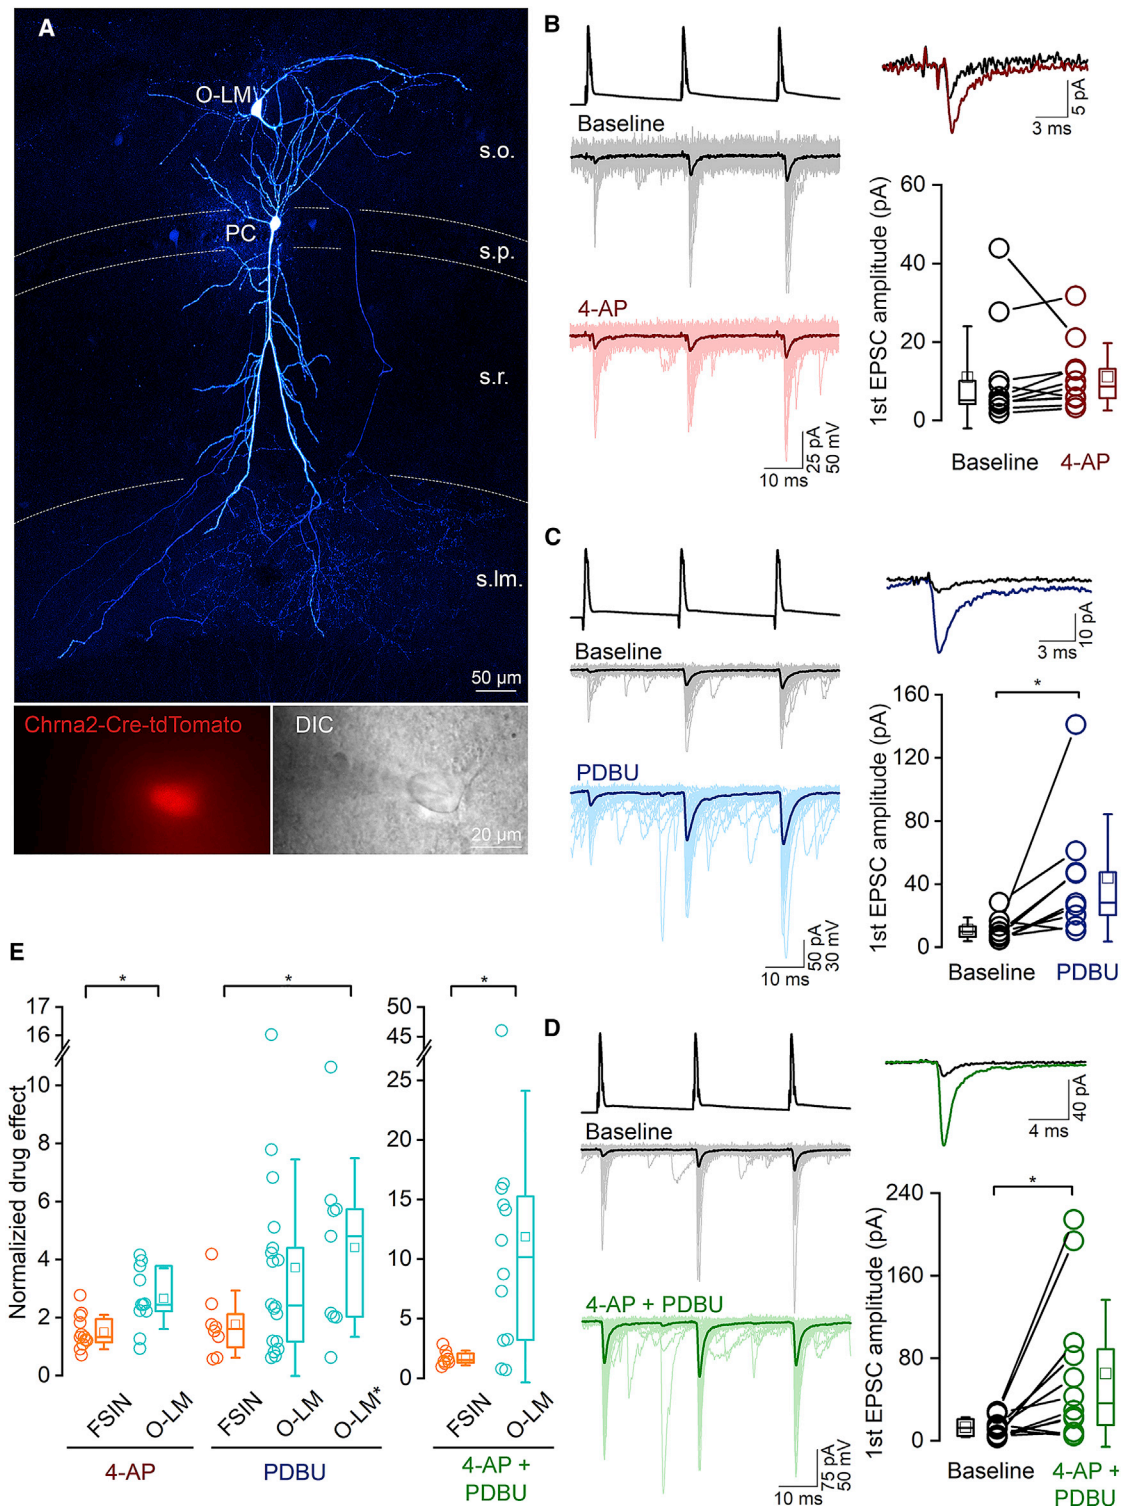 A
O-LM
s.o.
PC
s.p.
s.r.
s.lm.
50 µm
Chrna2-Cre-tdTomato
DIC
20 µm
B
Baseline
4-AP
25 pA
50 mV
10 ms
5 pA
3 ms
1st EPSC amplitude (pA)
60
40
20
0
Baseline
4-AP
C
Baseline
PDBU
50 pA
30 mV
10 ms
10 pA
3 ms
*
1st EPSC amplitude (pA)
160
120
80
40
0
Baseline
PDBU
D
Baseline
4-AP + PDBU
75 pA
50 mV
10 ms
40 pA
4 ms
*
1st EPSC amplitude (pA)
240
160
80
0
Baseline
4-AP +
PDBU
E
Normalizied drug effect
* * *
17
16
10
8
6
4
2
0
50
45
25
20
15
10
5
0
FSIN
O-LM
FSIN
O-LM
O-LM*
FSIN
O-LM
4-AP
PDBU
4-AP +
PDBU